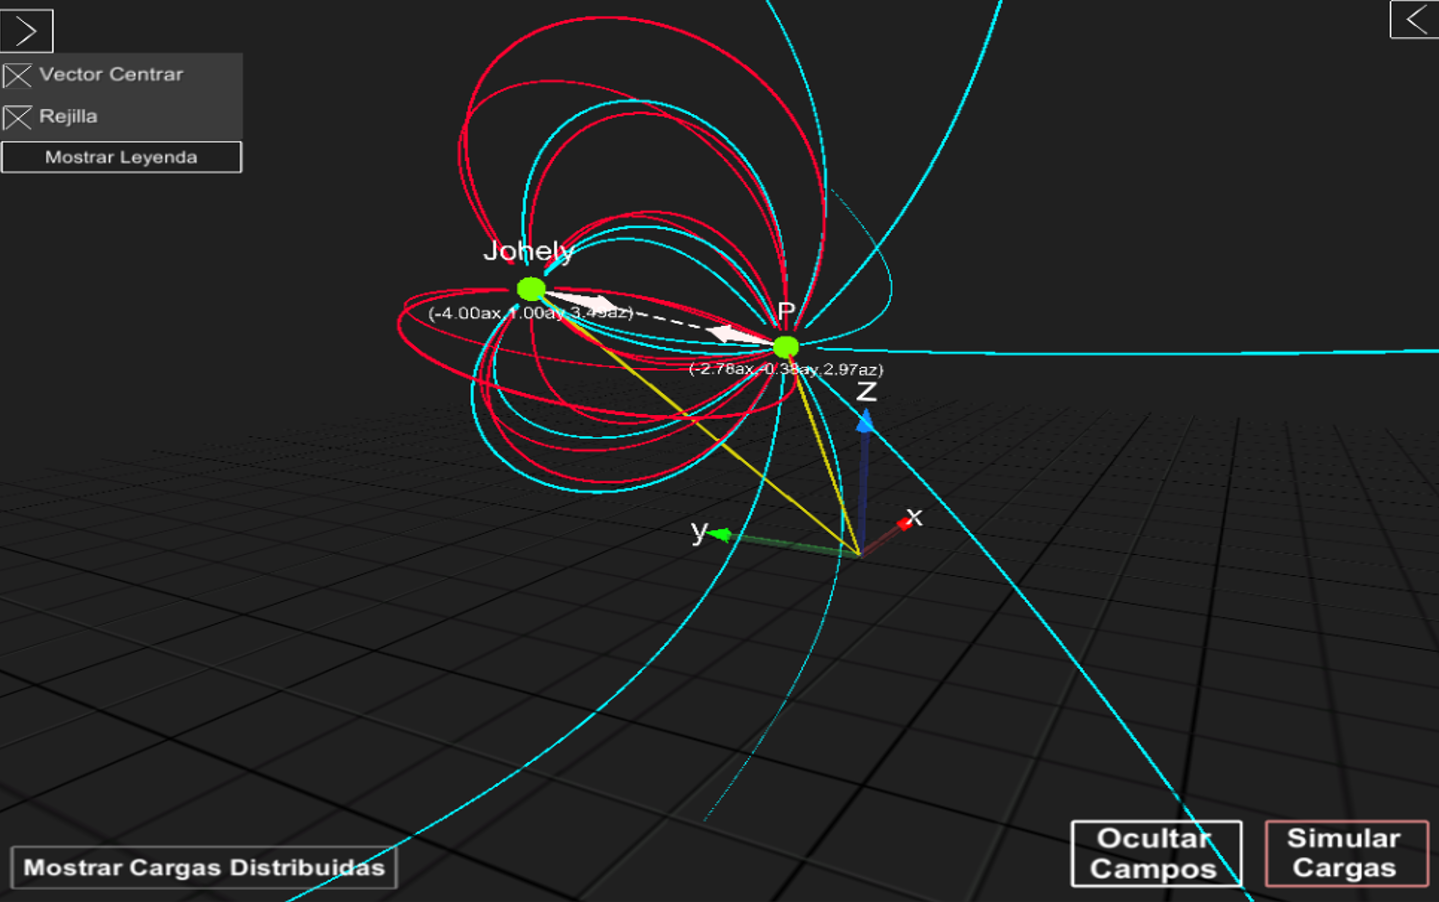 >
<
Vector Centrar
Rejilla
Mostrar Leyenda
Johely
(-4.00ax,1.00ay,3.43az)
P
(-2.78ax,-0.38ay,2.97az)
Z
x
y
Mostrar Cargas Distribuidas
Ocultar
Campos
Simular
Cargas